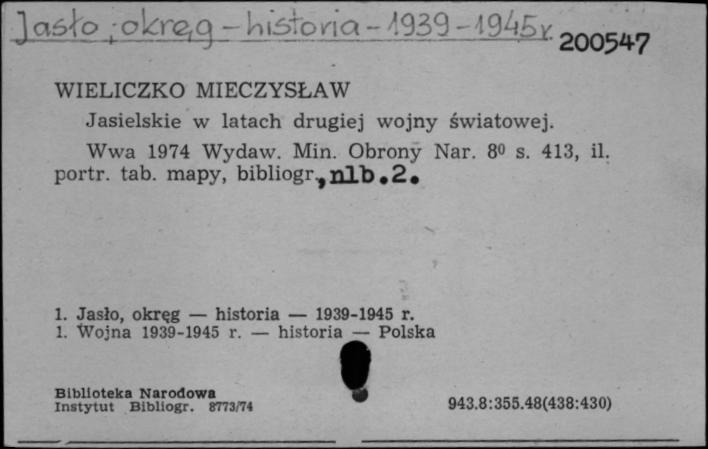 Jasło, okręg - historia - 1939-1945 r.
200547
WIELICZKO MIECZYSŁAW
Jasielskie w latach drugiej wojny światowej.
Wwa 1974 Wydaw. Min. Obrony Nar. 8⁰ s. 413, il.
portr. tab. mapy, bibliogr., nlb.2.
1. Jasło, okręg — historia — 1939-1945 r.
1. Wojna 1939-1945 r. — historia — Polska
Biblioteka Narodowa
Instytut Bibliogr. 8773/74
943.8:355.48(438:430)